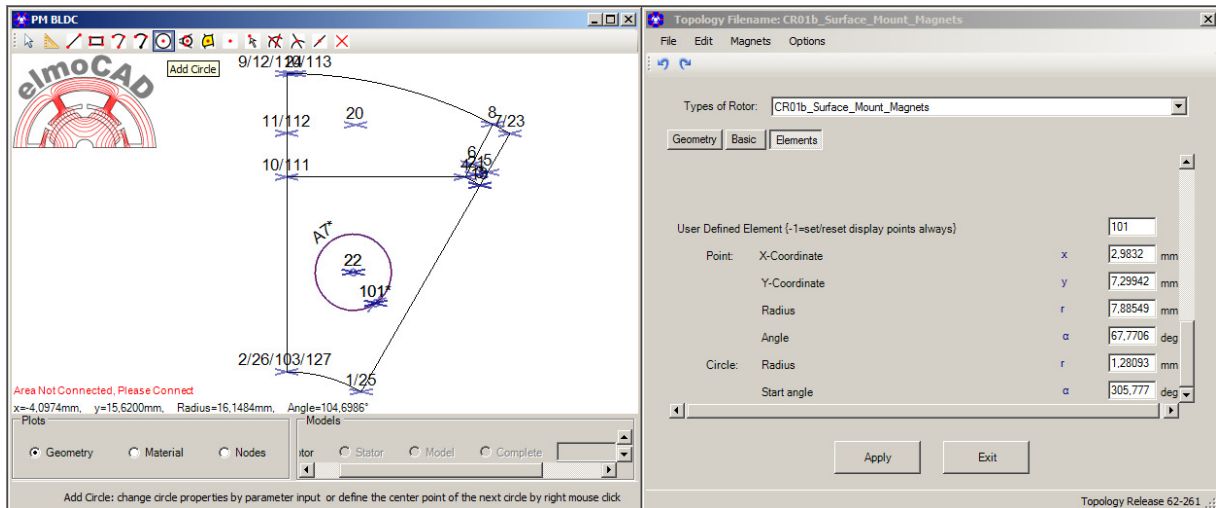 PM BLDC
Add Circle
elmoCAD
9/12/
/113
11/112
20
8
7/23
10/111
6
5
A7*
22
101*
2/26/103/127
1/25
Area Not Connected, Please Connect
x=-4,0974mm, y=15,6200mm, Radius=16,1484mm, Angle=104,6986°
Plots
Geometry
Material
Nodes
Models
otor
Stator
Model
Complete
Add Circle: change circle properties by parameter input or define the center point of the next circle by right mouse click
Topology Filename: CR01b_Surface_Mount_Magnets
File Edit Magnets Options
Types of Rotor: CR01b_Surface_Mount_Magnets
Geometry Basic Elements
User Defined Element {-1=set/reset display points always} 101
Point: X-Coordinate x 2,9832 mm
Y-Coordinate y 7,29942 mm
Radius r 7,88549 mm
Angle α 67,7706 deg
Circle: Radius r 1,28093 mm
Start angle α 305,777 deg
Apply Exit
Topology Release 62-261